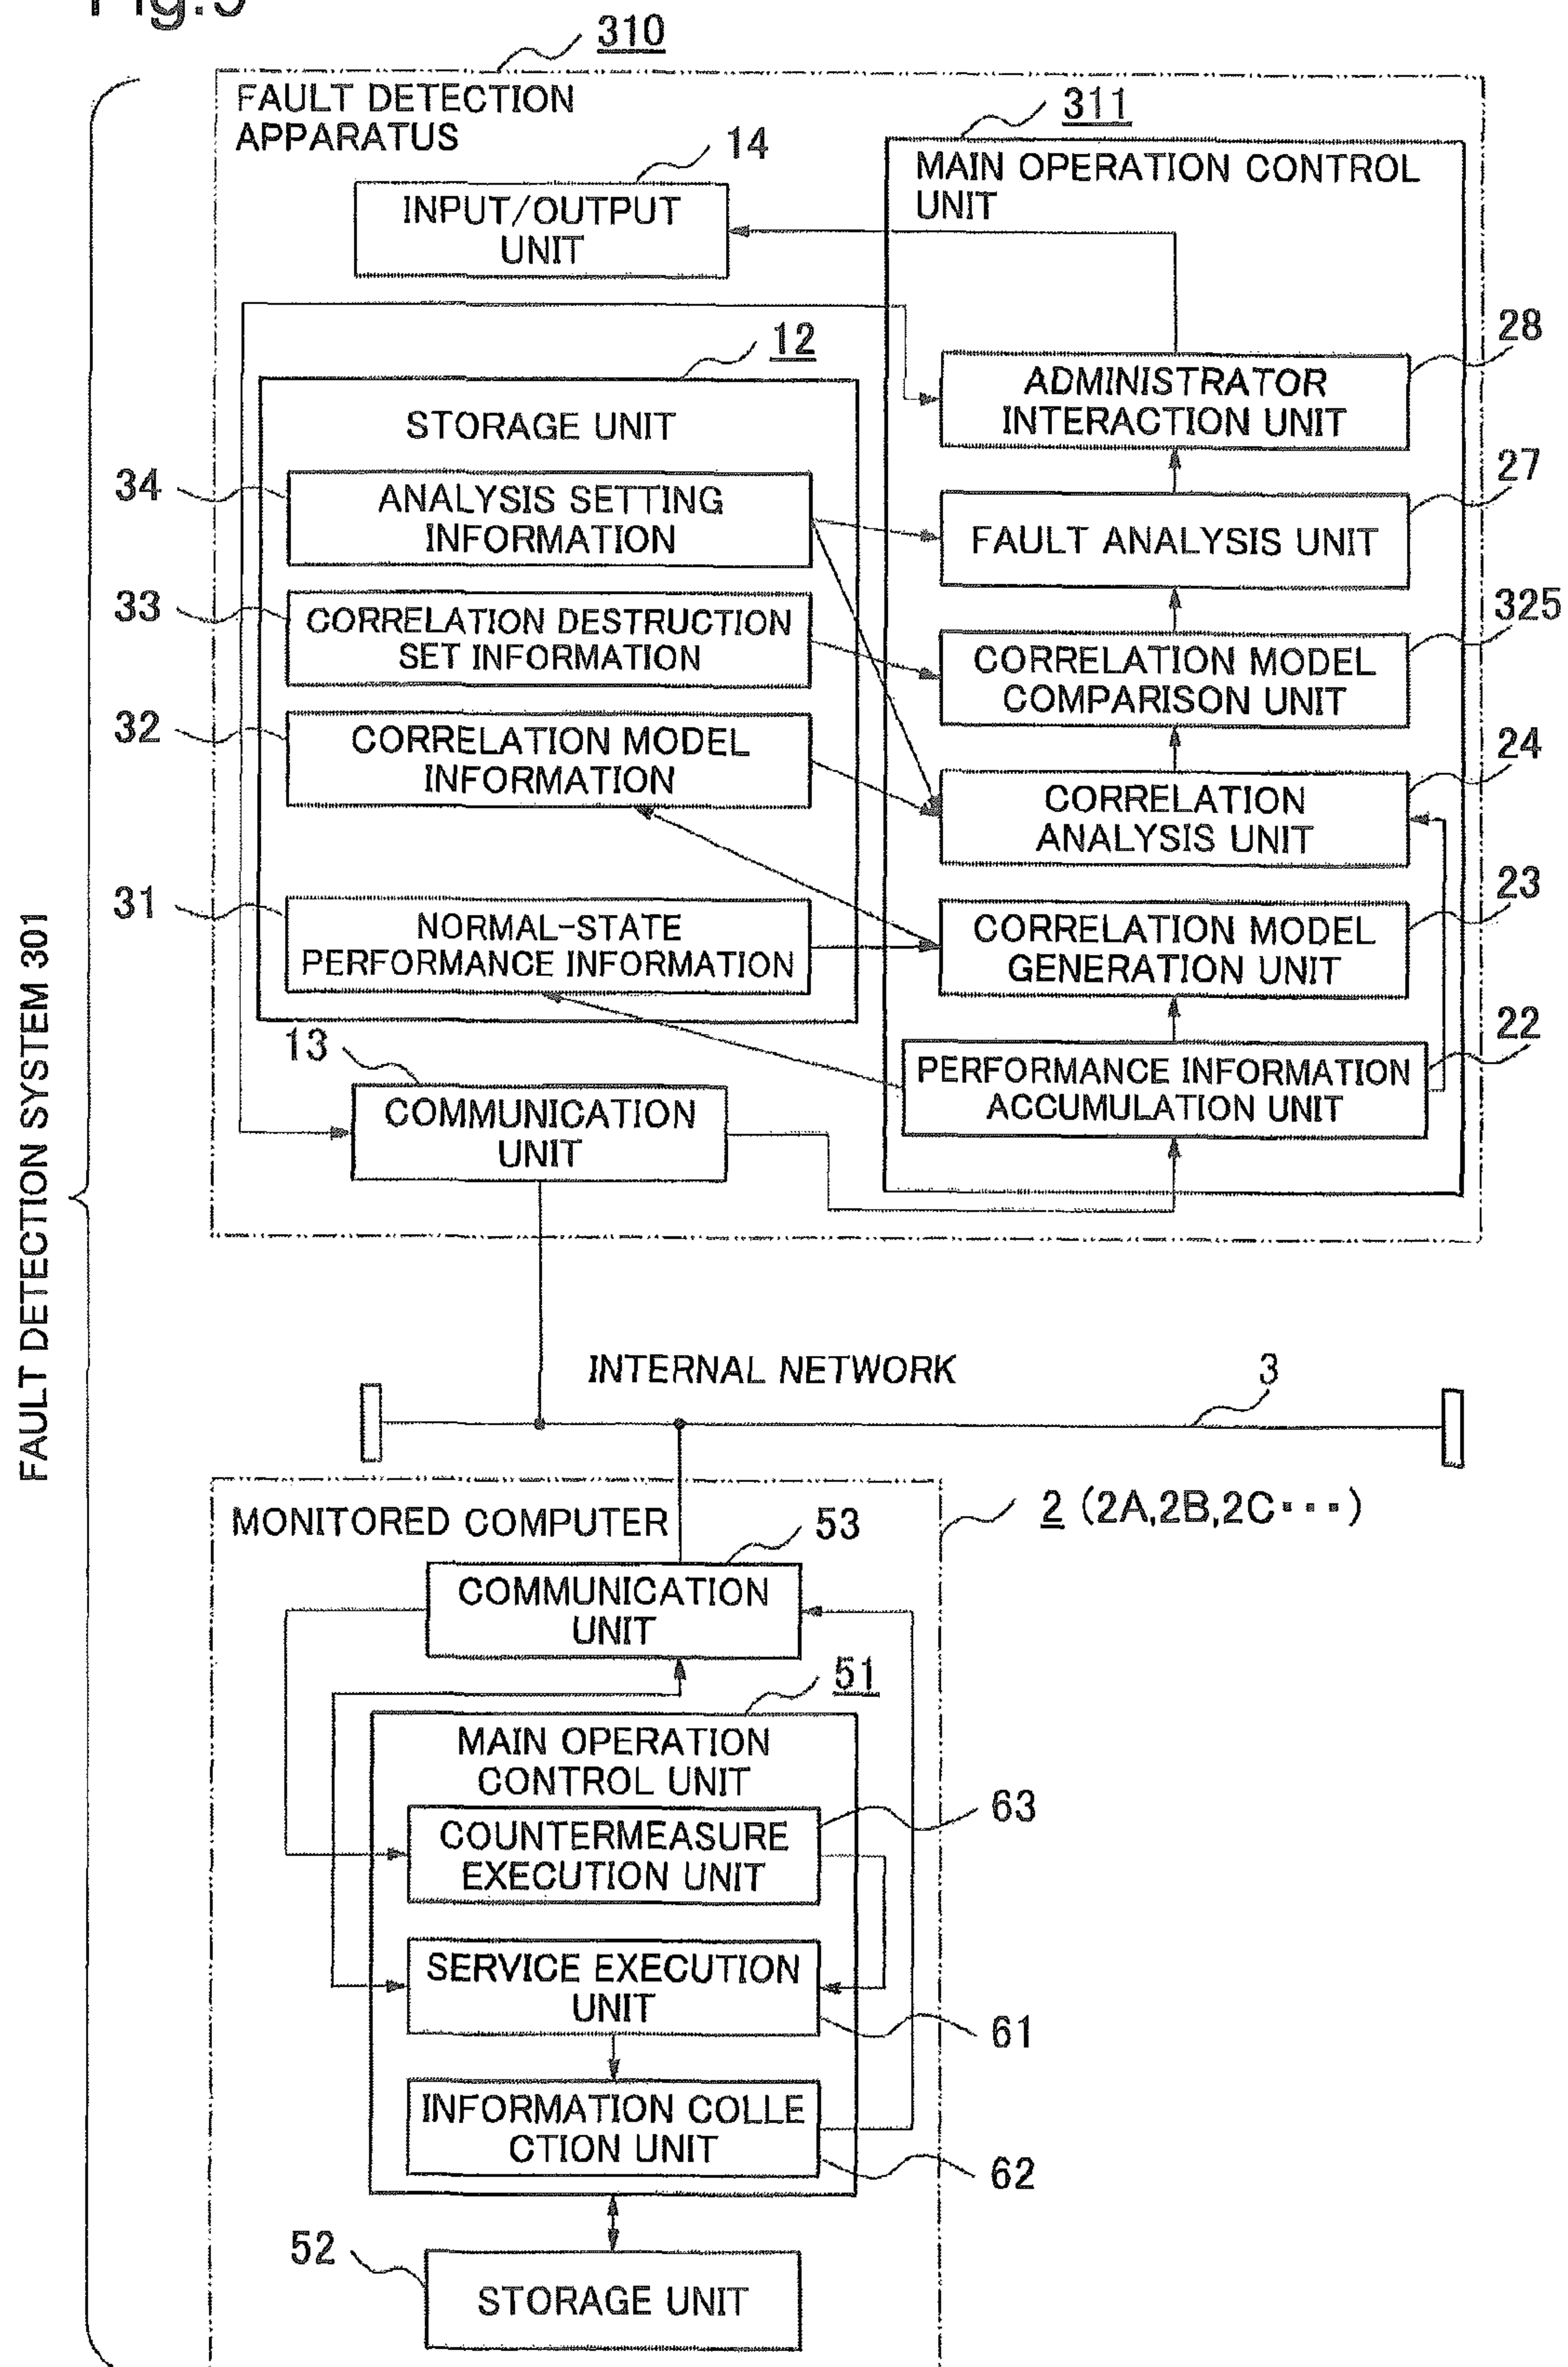 Fig.9
310
FAULT DETECTION
APPARATUS
311
14
MAIN OPERATION CONTROL
UNIT
INPUT/OUTPUT
UNIT
12
28
STORAGE UNIT
ADMINISTRATOR
INTERACTION UNIT
34
ANALYSIS SETTING
INFORMATION
27
FAULT ANALYSIS UNIT
33
CORRELATION DESTRUCTION
SET INFORMATION
325
CORRELATION MODEL
COMPARISON UNIT
32
CORRELATION MODEL
INFORMATION
24
CORRELATION
ANALYSIS UNIT
31
NORMAL-STATE
PERFORMANCE INFORMATION
23
CORRELATION MODEL
GENERATION UNIT
22
PERFORMANCE INFORMATION
ACCUMULATION UNIT
13
COMMUNICATION
UNIT
FAULT DETECTION SYSTEM 301
INTERNAL NETWORK
3
MONITORED COMPUTER
2 (2A,2B,2C···)
53
COMMUNICATION
UNIT
51
MAIN OPERATION
CONTROL UNIT
63
COUNTERMEASURE
EXECUTION UNIT
SERVICE EXECUTION
UNIT
61
INFORMATION COLLE
CTION UNIT
62
52
STORAGE UNIT